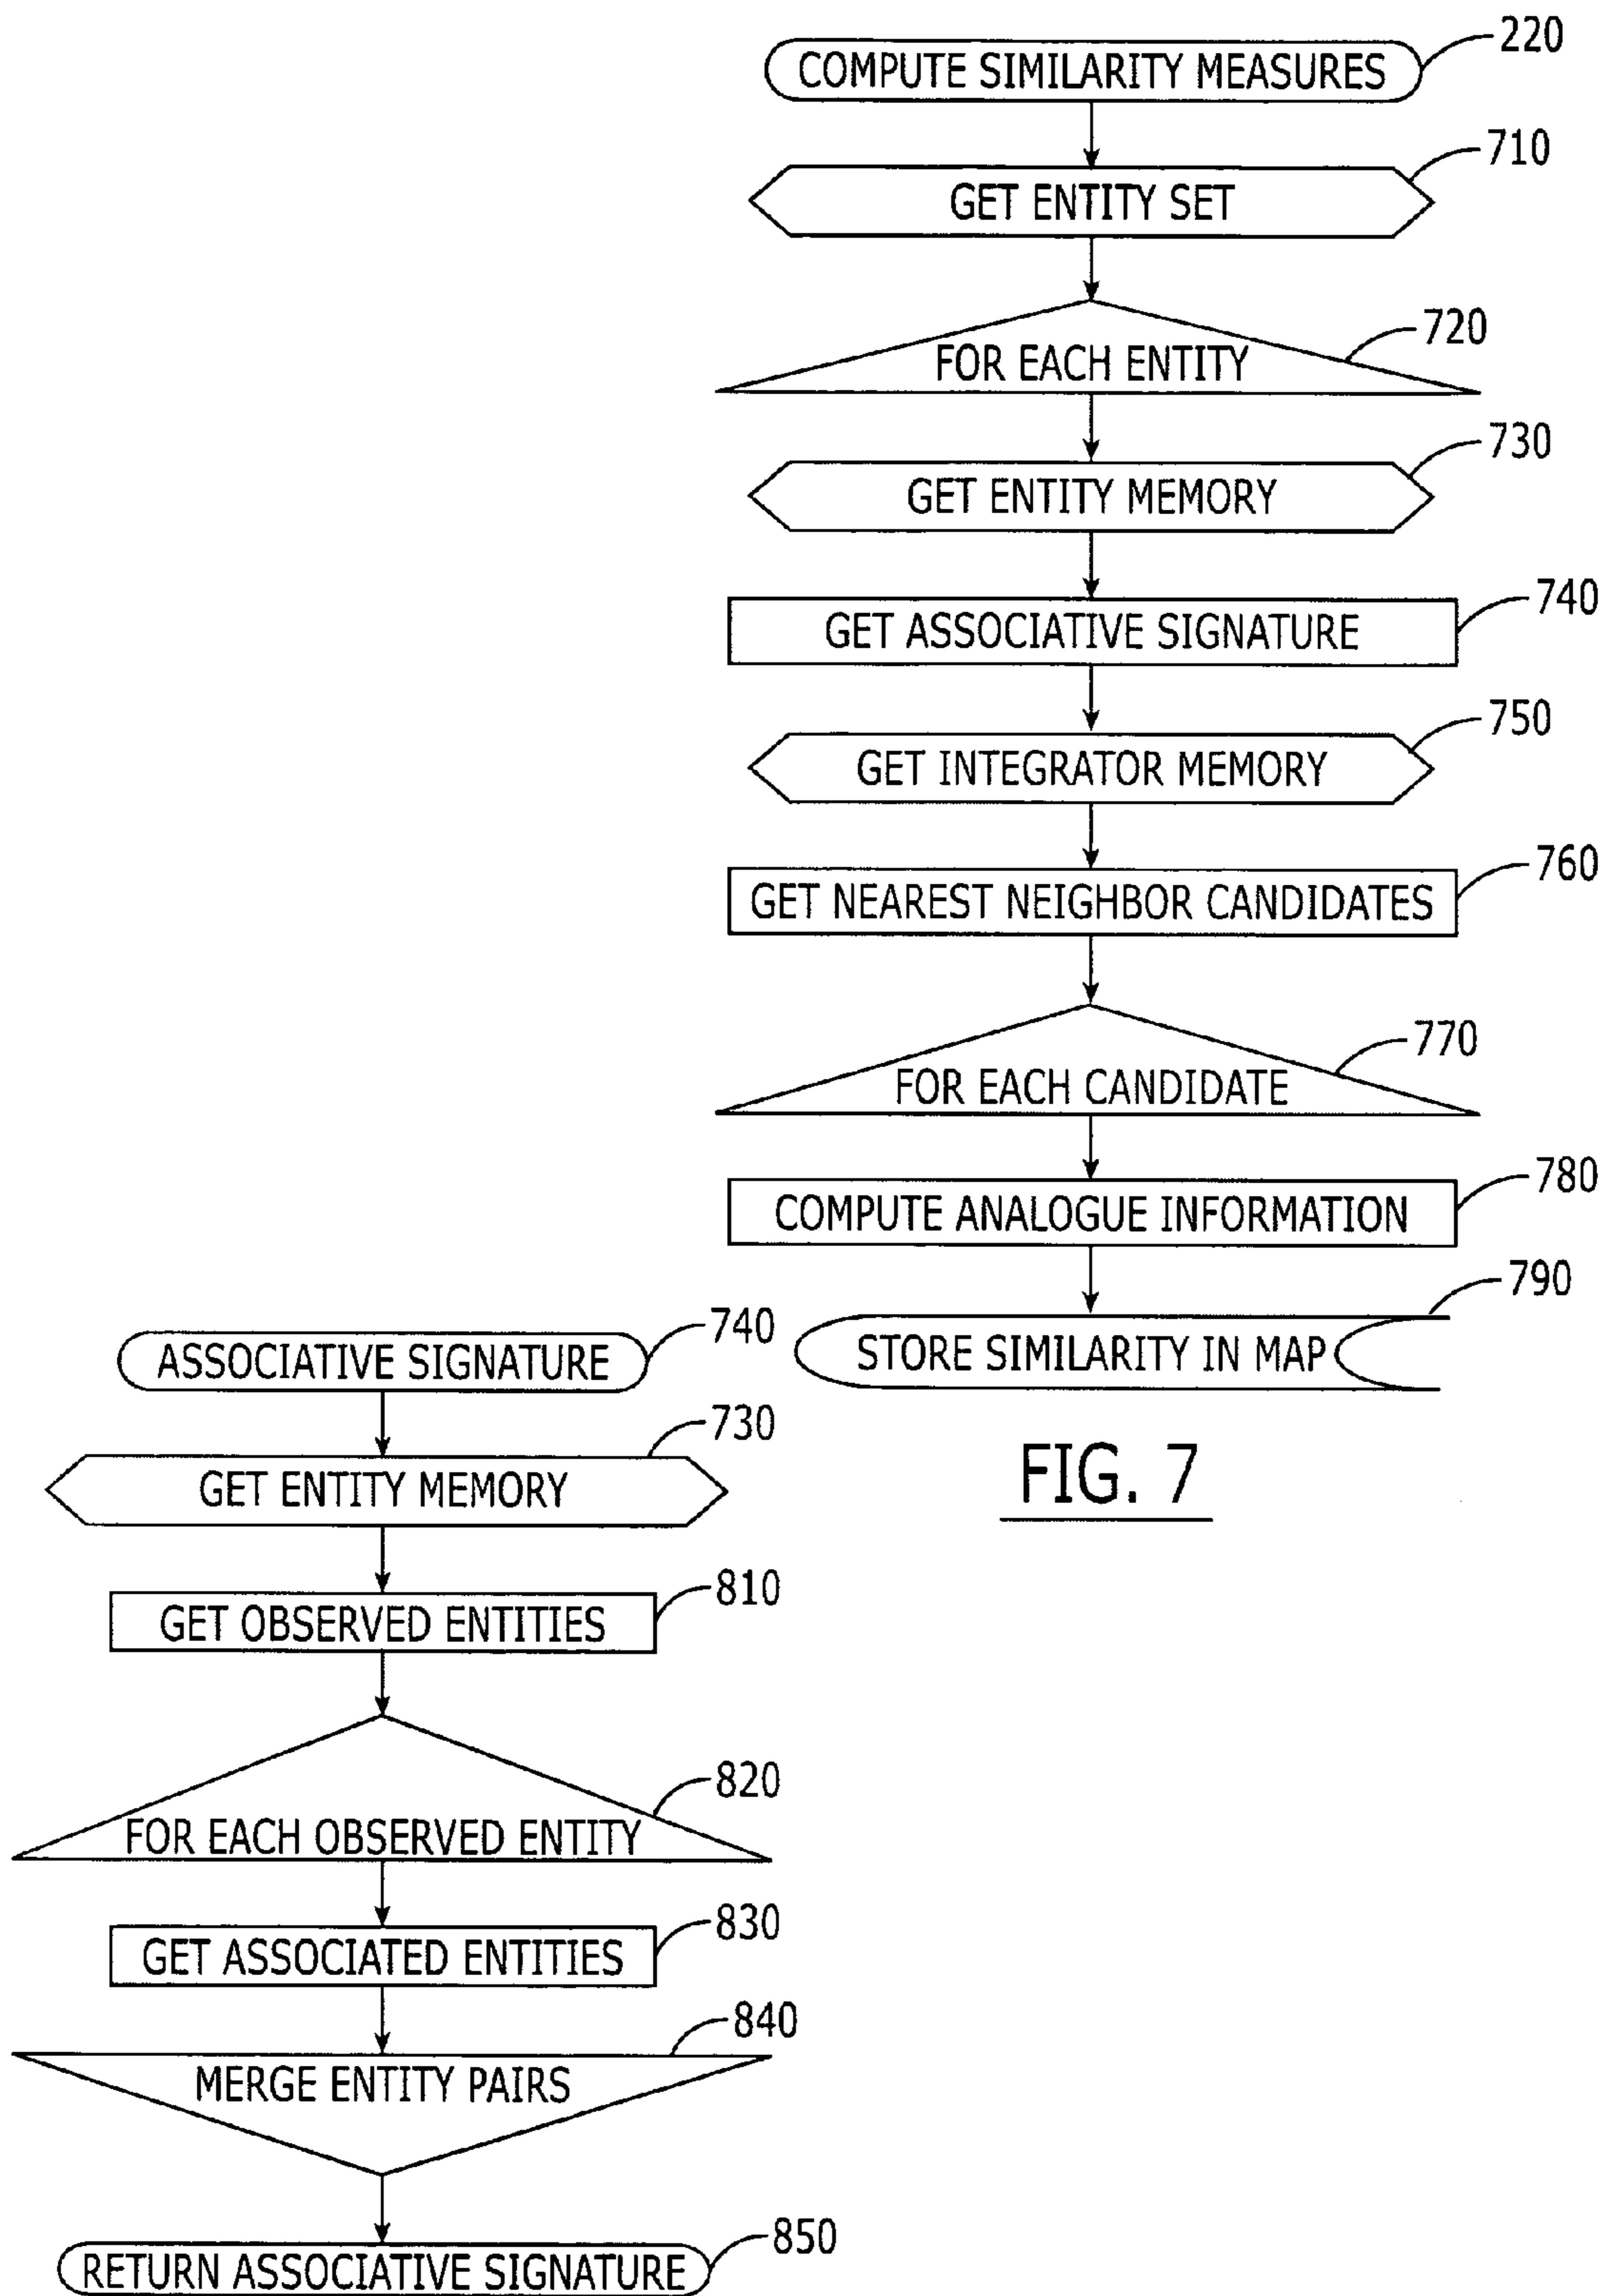 220
COMPUTE SIMILARITY MEASURES
710
GET ENTITY SET
720
FOR EACH ENTITY
730
GET ENTITY MEMORY
740
GET ASSOCIATIVE SIGNATURE
750
GET INTEGRATOR MEMORY
760
GET NEAREST NEIGHBOR CANDIDATES
770
FOR EACH CANDIDATE
780
COMPUTE ANALOGUE INFORMATION
790
STORE SIMILARITY IN MAP
FIG. 7
740
ASSOCIATIVE SIGNATURE
730
GET ENTITY MEMORY
810
GET OBSERVED ENTITIES
820
FOR EACH OBSERVED ENTITY
830
GET ASSOCIATED ENTITIES
840
MERGE ENTITY PAIRS
850
RETURN ASSOCIATIVE SIGNATURE